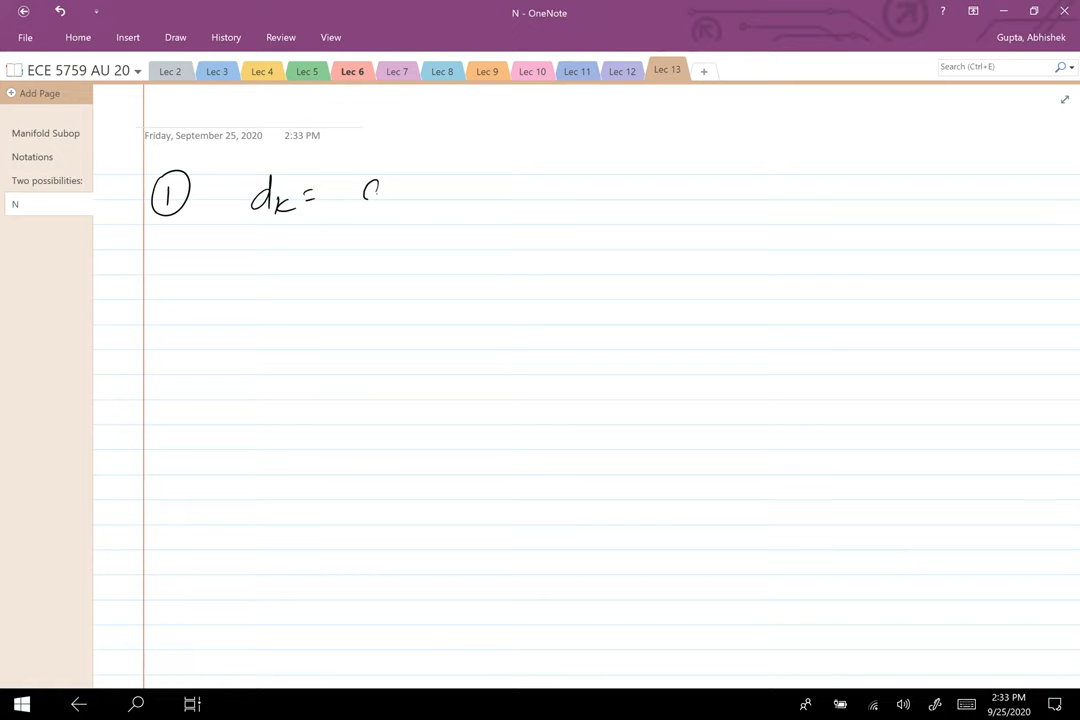 N - OneNote
? Gupta, Abhishek
File Home Insert Draw History Review View
ECE 5759 AU 20 Lec 2 Lec 3 Lec 4 Lec 5 Lec 6 Lec 7 Lec 8 Lec 9 Lec 10 Lec 11 Lec 12 Lec 13 + Search (Ctrl+E)
Add Page
Manifold Subop
Notations
Two possibilities:
N
Friday, September 25, 2020 2:33 PM
① dₖ =
2:33 PM
9/25/2020